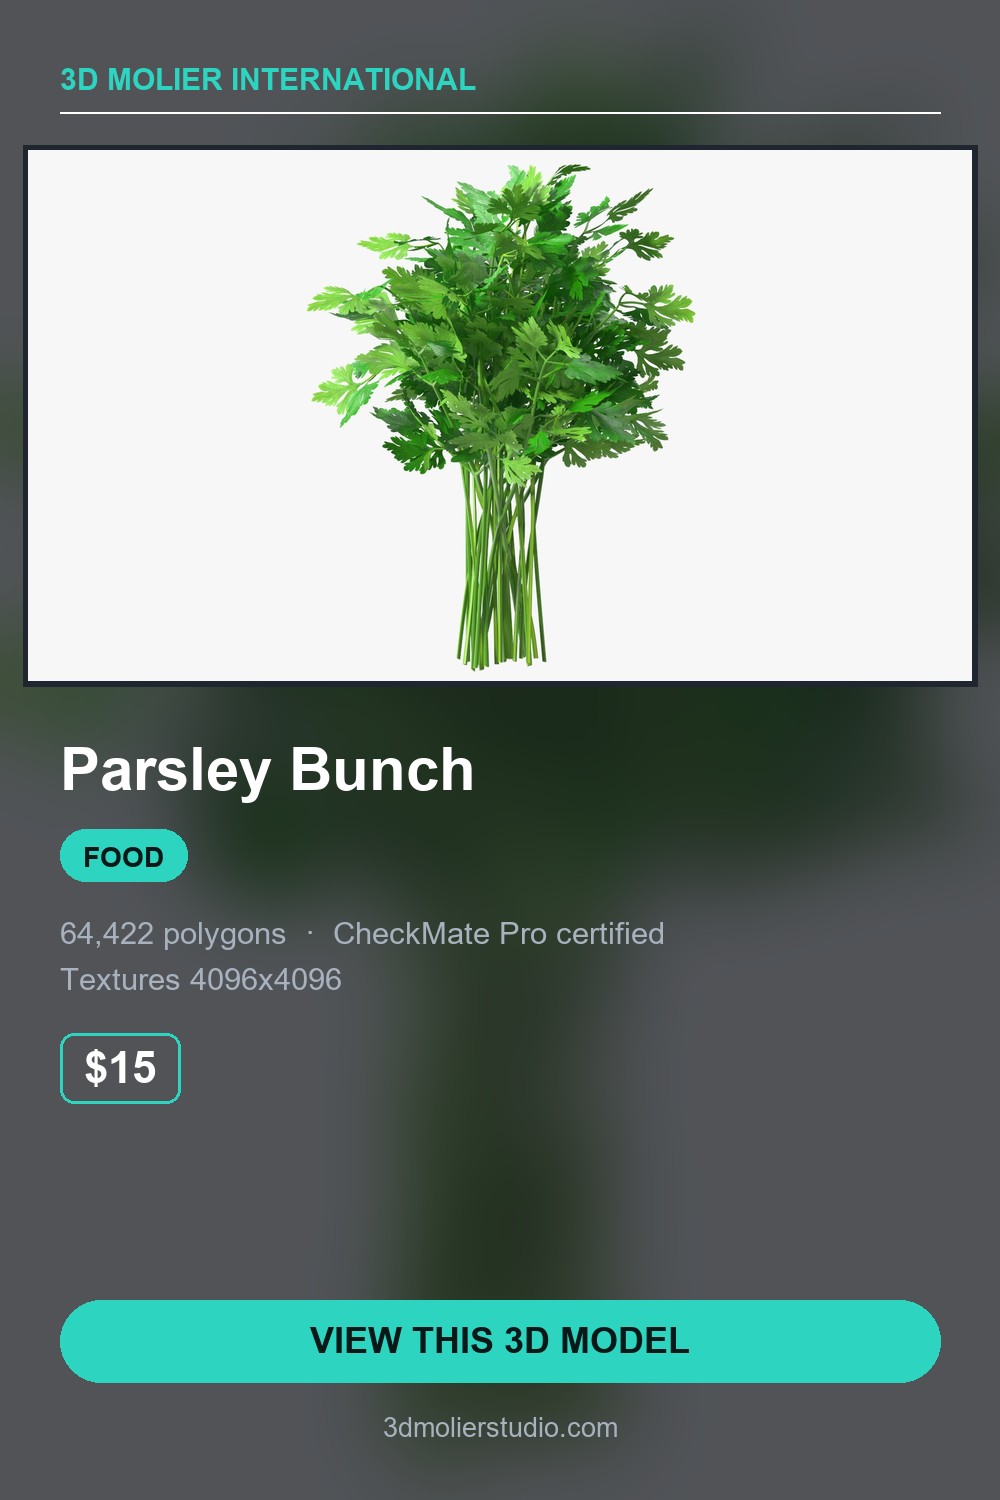 3D MOLIER INTERNATIONAL
Parsley Bunch
FOOD
64,422 polygons · CheckMate Pro certified
Textures 4096x4096
$15
VIEW THIS 3D MODEL
3dmolierstudio.com